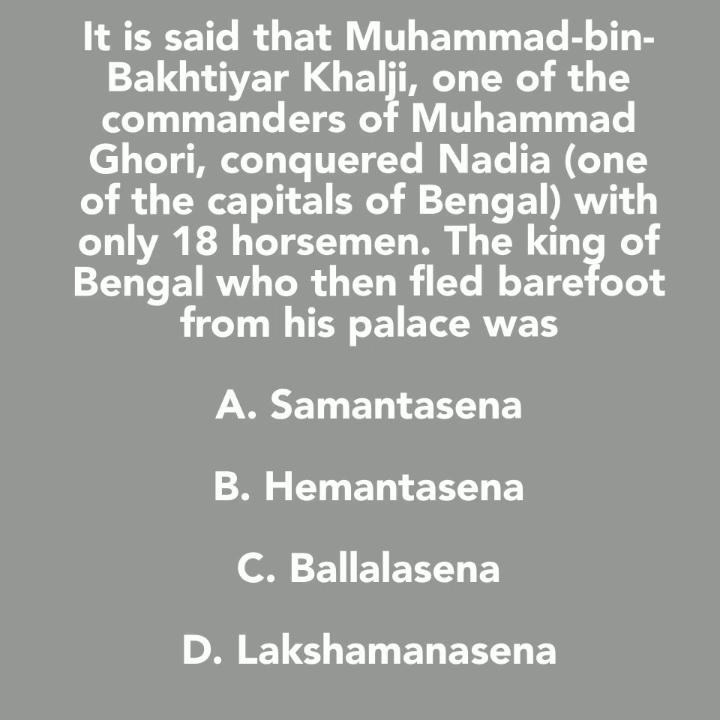 It is said that Muhammad-bin-
Bakhtiyar Khalji, one of the
commanders of Muhammad
Ghori, conquered Nadia (one
of the capitals of Bengal) with
only 18 horsemen. The king of
Bengal who then fled barefoot
from his palace was
A. Samantasena
B. Hemantasena
C. Ballalasena
D. Lakshamanasena